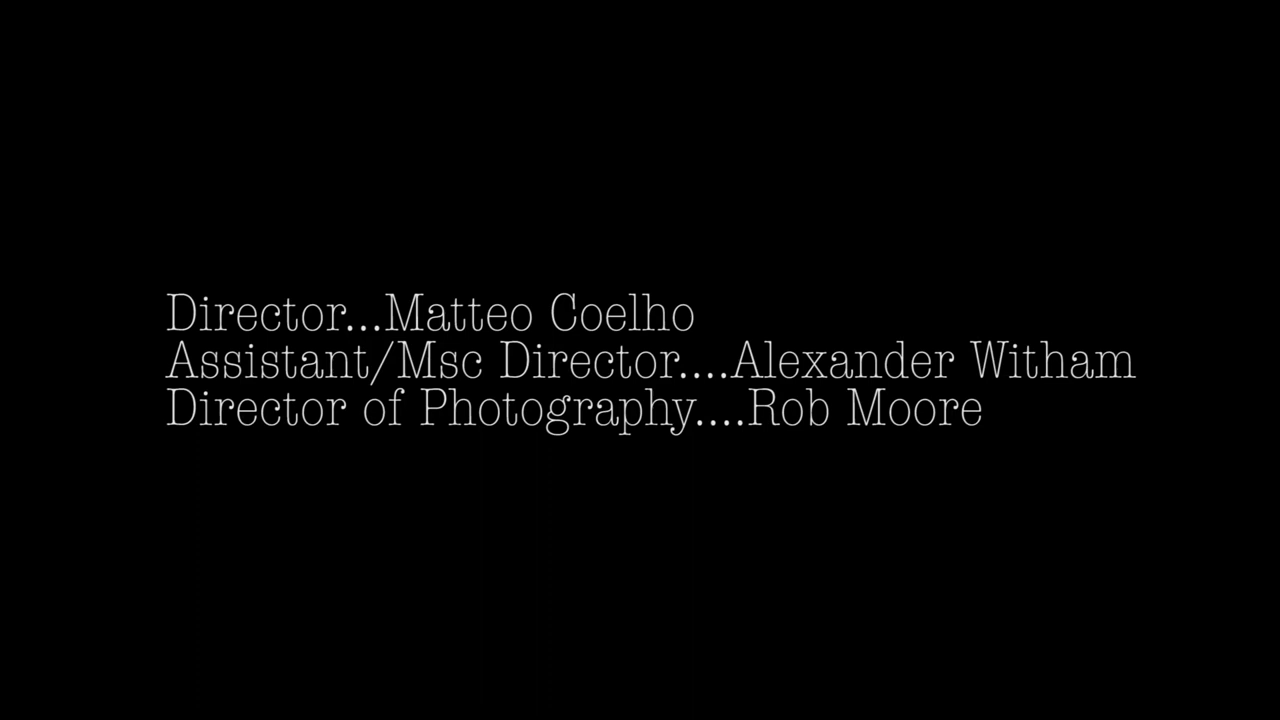 Director...Matteo Coelho
Assistant/Msc Director....Alexander Witham
Director of Photography....Rob Moore